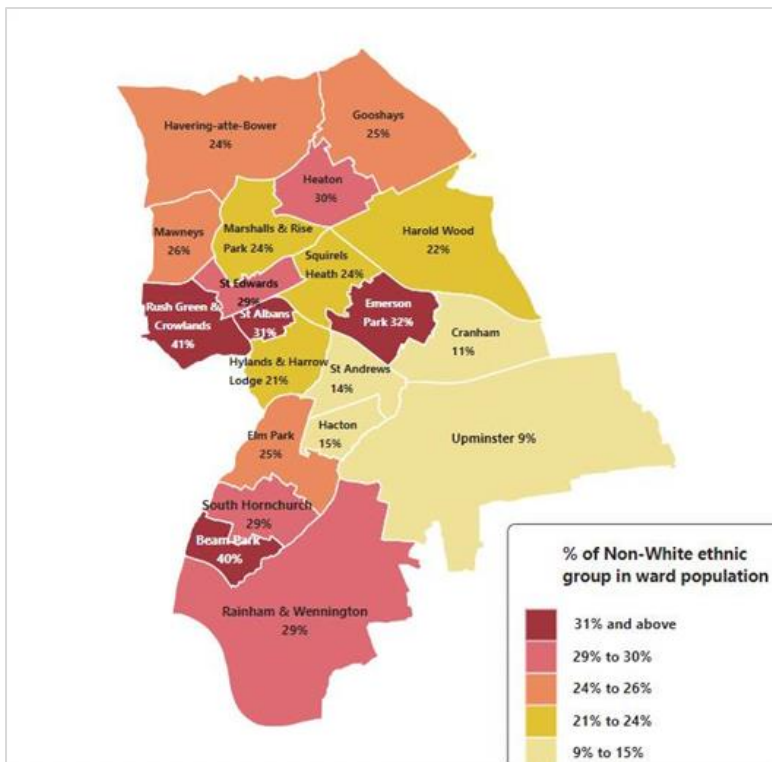 Gooshays
25%
Havering-atte-Bower
24%
Heaton
30%
Mawneys
26%
Marshalls & Rise
Park 24%
Harold Wood
22%
Squirels
Heath 24%
St Edwards
29%
Rush Green &
Crowlands
41%
St Albans
31%
Emerson
Park 32%
Cranham
11%
Hylands & Harrow
Lodge 21%
St Andrews
14%
Hacton
15%
Upminster 9%
Elm Park
25%
South Hornchurch
29%
Beam Park
40%
Rainham & Wennington
29%
% of Non-White ethnic
group in ward population
31% and above
29% to 30%
24% to 26%
21% to 24%
9% to 15%